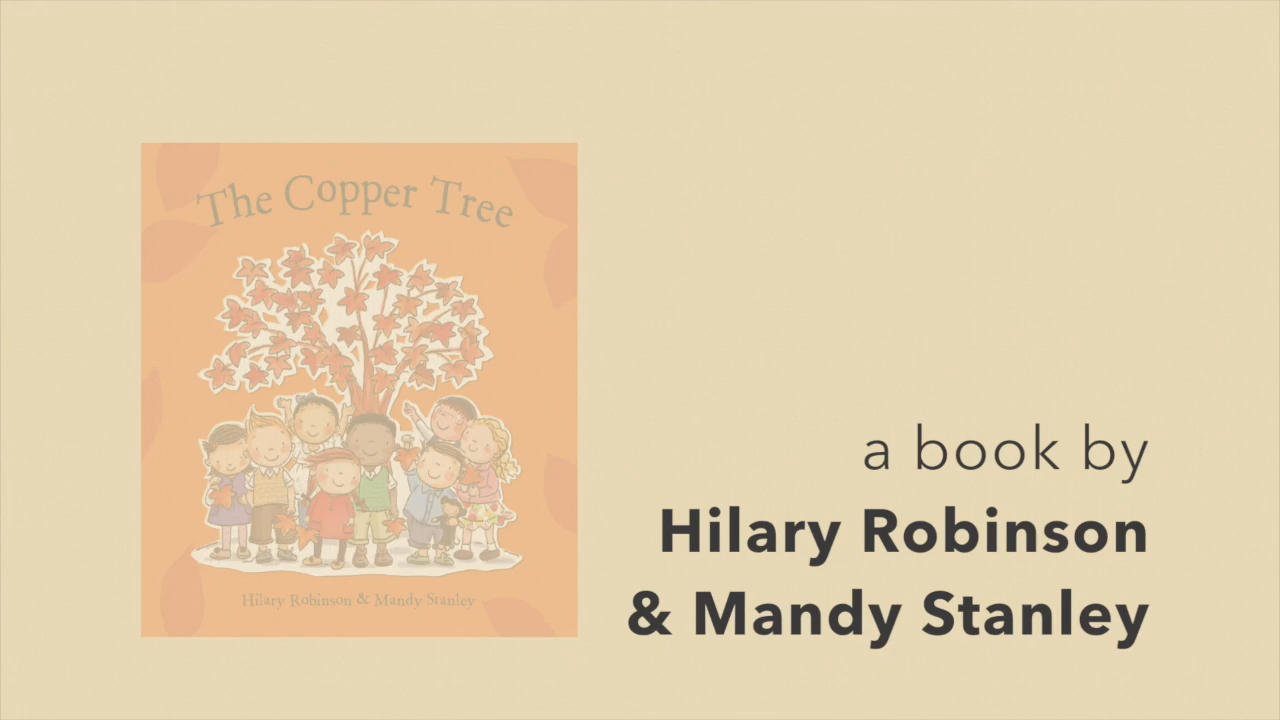 The Copper Tree
Hilary Robinson & Mandy Stanley
a book by
Hilary Robinson
& Mandy Stanley